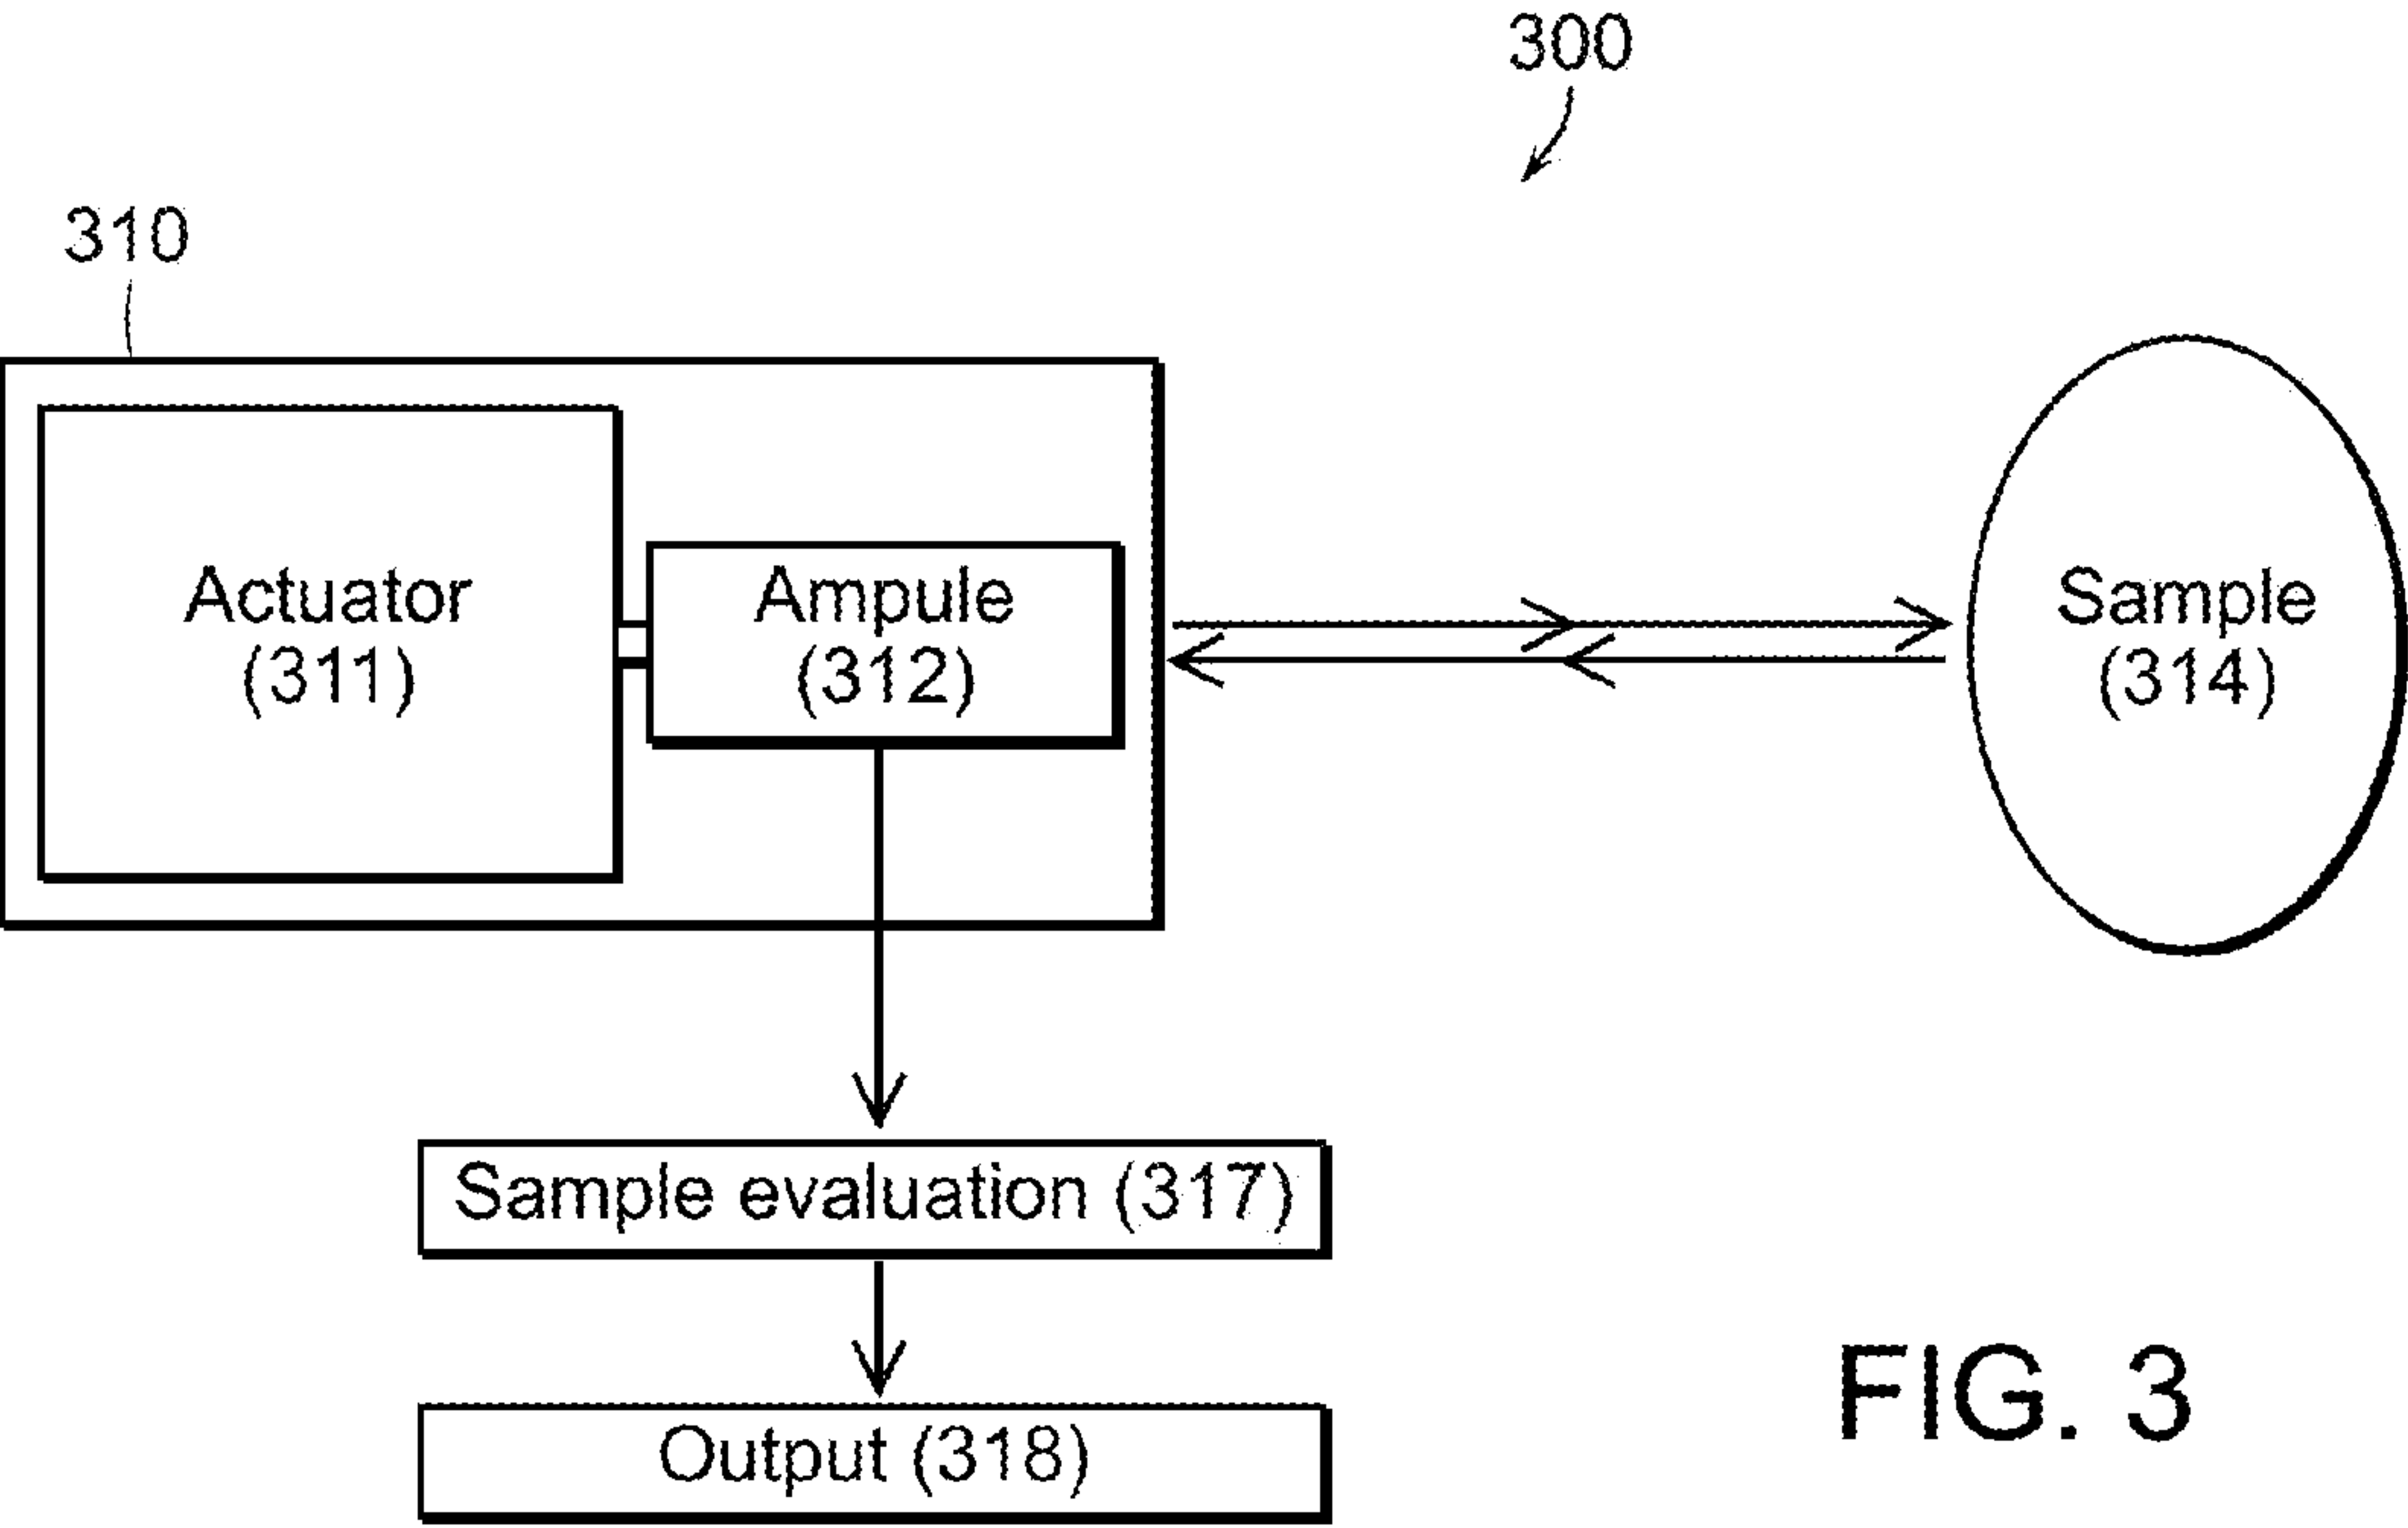 300
310
Actuator
(311)
Ampule
(312)
Sample
(314)
Sample evaluation (317)
Output (318)
FIG. 3